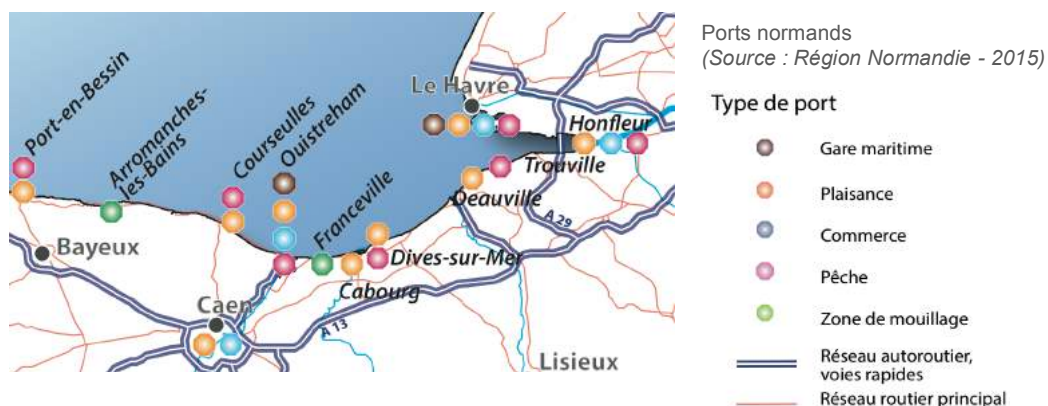 Port-en-Bessin
Arromanches-
les-Bains
Courseulles
Ouistreham
Franceville
Le Havre
Honfleur
Trouville
Deauville
Dives-sur-Mer
Cabourg
Bayeux
Caen
Lisieux
A 29
A 13
Ports normands
(Source : Région Normandie - 2015)
Type de port
Gare maritime
Plaisance
Commerce
Pêche
Zone de mouillage
Réseau autoroutier,
voies rapides
Réseau routier principal